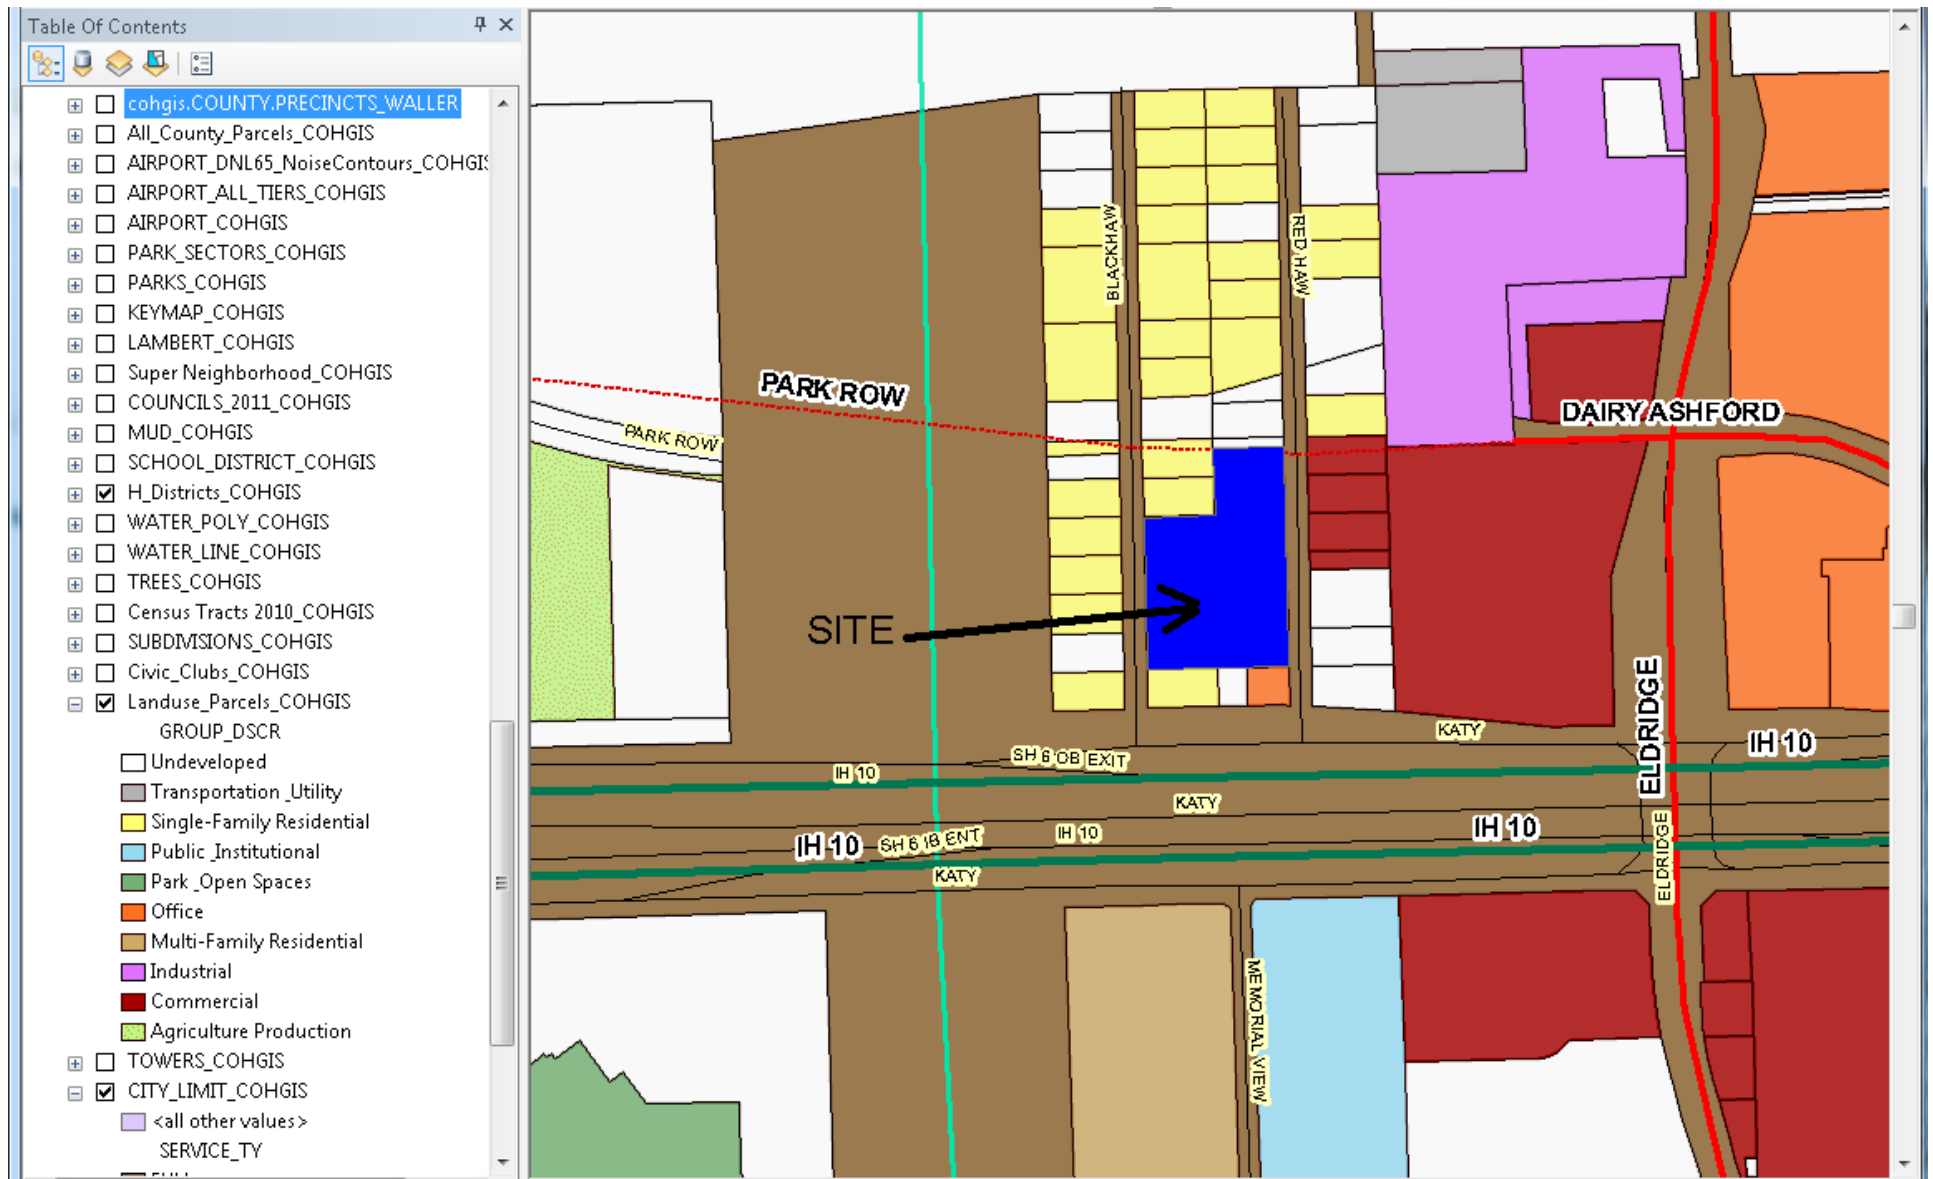 Table Of Contents
cohgis.COUNTY.PRECINCTS_WALLER
All_County_Parcels_COHGIS
AIRPORT_DNL65_NoiseContours_COHGIS
AIRPORT_ALL_TIERS_COHGIS
AIRPORT_COHGIS
PARK_SECTORS_COHGIS
PARKS_COHGIS
KEYMAP_COHGIS
LAMBERT_COHGIS
Super Neighborhood_COHGIS
COUNCILS_2011_COHGIS
MUD_COHGIS
SCHOOL_DISTRICT_COHGIS
H_Districts_COHGIS
WATER_POLY_COHGIS
WATER_LINE_COHGIS
TREES_COHGIS
Census Tracts 2010_COHGIS
SUBDIVISIONS_COHGIS
Civic_Clubs_COHGIS
Landuse_Parcels_COHGIS
GROUP_DSCR
Undeveloped
Transportation_Utility
Single-Family Residential
Public_Institutional
Park_Open Spaces
Office
Multi-Family Residential
Industrial
Commercial
Agriculture Production
TOWERS_COHGIS
CITY_LIMIT_COHGIS
<all other values>
SERVICE_TY
BLACKHAW
RED HAW
PARK ROW
PARK ROW
DAIRY ASHFORD
SITE
ELDRIDGE
KATY
IH 10
SH 6 OB EXIT
IH 10
KATY
IH 10
SH 6 IB ENT
IH 10
IH 10
KATY
ELDRIDGE
MEMORIAL VIEW